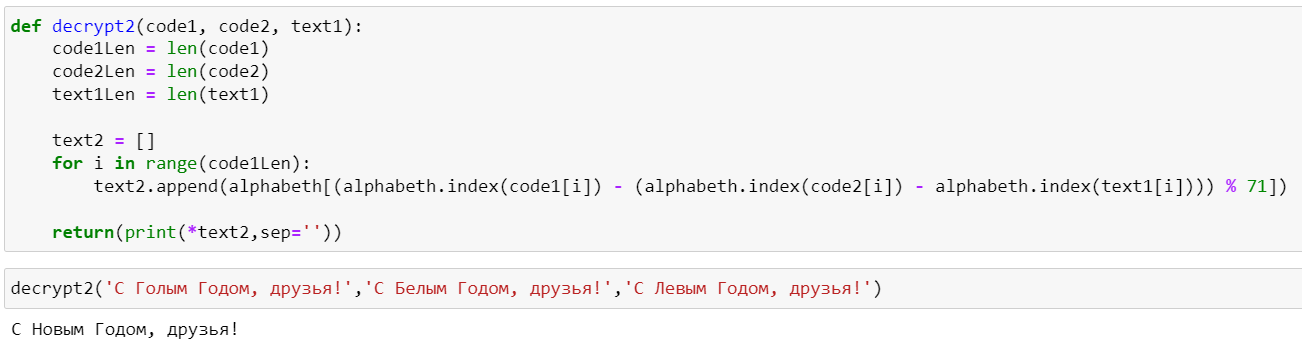 def decrypt2(code1, code2, text1):
    code1Len = len(code1)
    code2Len = len(code2)
    text1Len = len(text1)
    text2 = []
    for i in range(code1Len):
        text2.append(alphabeth[(alphabeth.index(code1[i]) - (alphabeth.index(code2[i]) - alphabeth.index(text1[i]))) % 71])
    return(print(*text2,sep=''))
decrypt2('С Голым Годом, друзья!','С Белым Годом, друзья!','С Левым Годом, друзья!')
С Новым Годом, друзья!